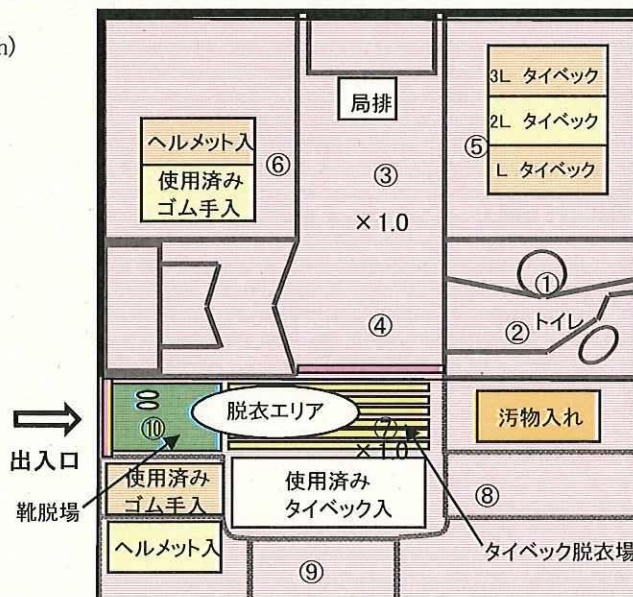 n)
局排
3L タイベック
2L タイベック
L タイベック
⑤
ヘルメット入
使用済み
ゴム手入
⑥
③
×1.0
④
①
② トイレ
出入口
脱衣エリア
⑩
⑦
×1.0
汚物入れ
靴脱場
使用済み
ゴム手入
ヘルメット入
使用済み
タイベック入
⑧
タイベック脱衣場
⑨